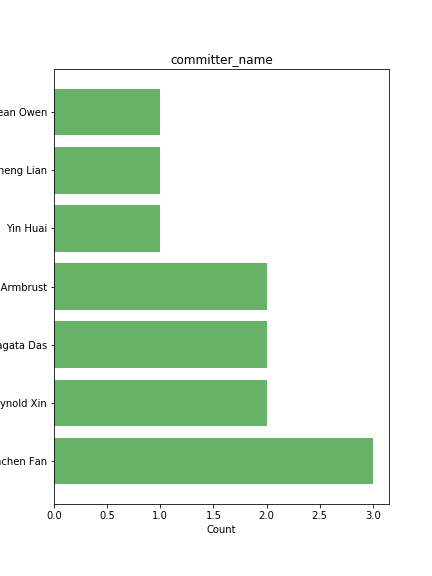 committer_name
ean Owen
heng Lian
Yin Huai
Armbrust
agata Das
ynold Xin
nchen Fan
0.0 0.5 1.0 1.5 2.0 2.5 3.0
Count